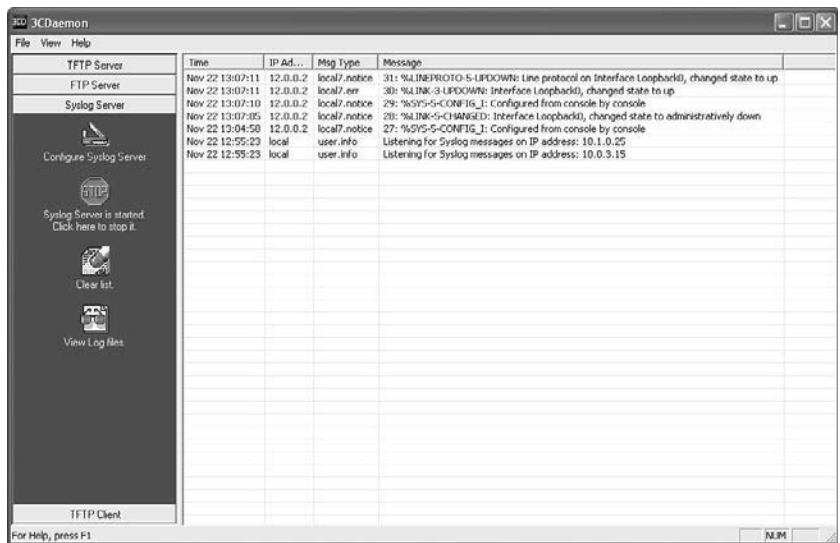 3CD 3CDaemon
File View Help
TFTP Server
FTP Server
Syslog Server
Configure Syslog Server
STOP
Syslog Server is started.
Click here to stop it.
Clear list.
View Log files.
TFTP Client
Time IP Ad... Msg Type Message
Nov 22 13:07:11 12.0.0.2 local7.notice 31: %LINEPROTO-5-UPDOWN: Line protocol on Interface Loopback0, changed state to up
Nov 22 13:07:11 12.0.0.2 local7.err 30: %LINK-3-UPDOWN: Interface Loopback0, changed state to up
Nov 22 13:07:10 12.0.0.2 local7.notice 29: %SYS-5-CONFIG_I: Configured from console by console
Nov 22 13:07:05 12.0.0.2 local7.notice 28: %LINK-5-CHANGED: Interface Loopback0, changed state to administratively down
Nov 22 13:04:58 12.0.0.2 local7.notice 27: %SYS-5-CONFIG_I: Configured from console by console
Nov 22 12:55:23 local user.info Listening for Syslog messages on IP address: 10.1.0.25
Nov 22 12:55:23 local user.info Listening for Syslog messages on IP address: 10.0.3.15
For Help, press F1
NUM